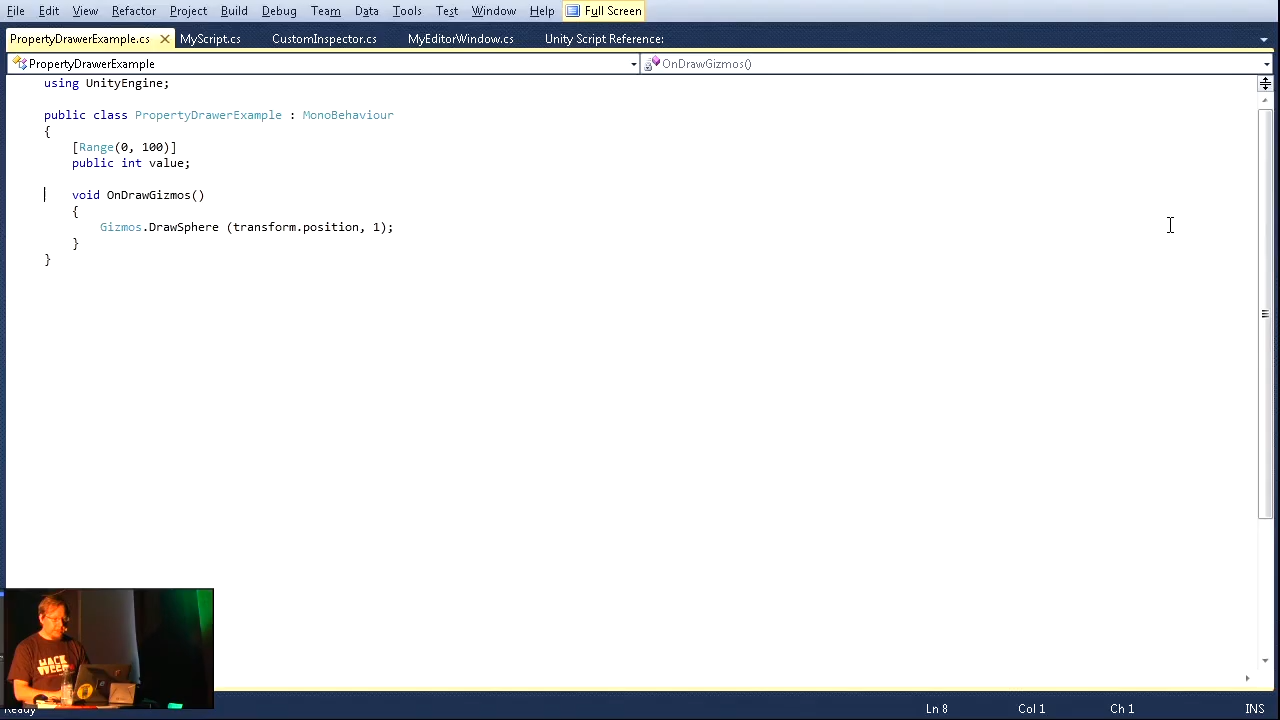 File Edit View Refactor Project Build Debug Team Data Tools Test Window Help Full Screen
PropertyDrawerExample.cs MyScript.cs CustomInspector.cs MyEditorWindow.cs Unity Script Reference:
PropertyDrawerExample OnDrawGizmos()
using UnityEngine;
public class PropertyDrawerExample : MonoBehaviour
{
[Range(0, 100)]
public int value;
void OnDrawGizmos()
{
Gizmos.DrawSphere (transform.position, 1);
}
}
HACK
WEEK
Ready Ln 8 Col 1 Ch 1 INS